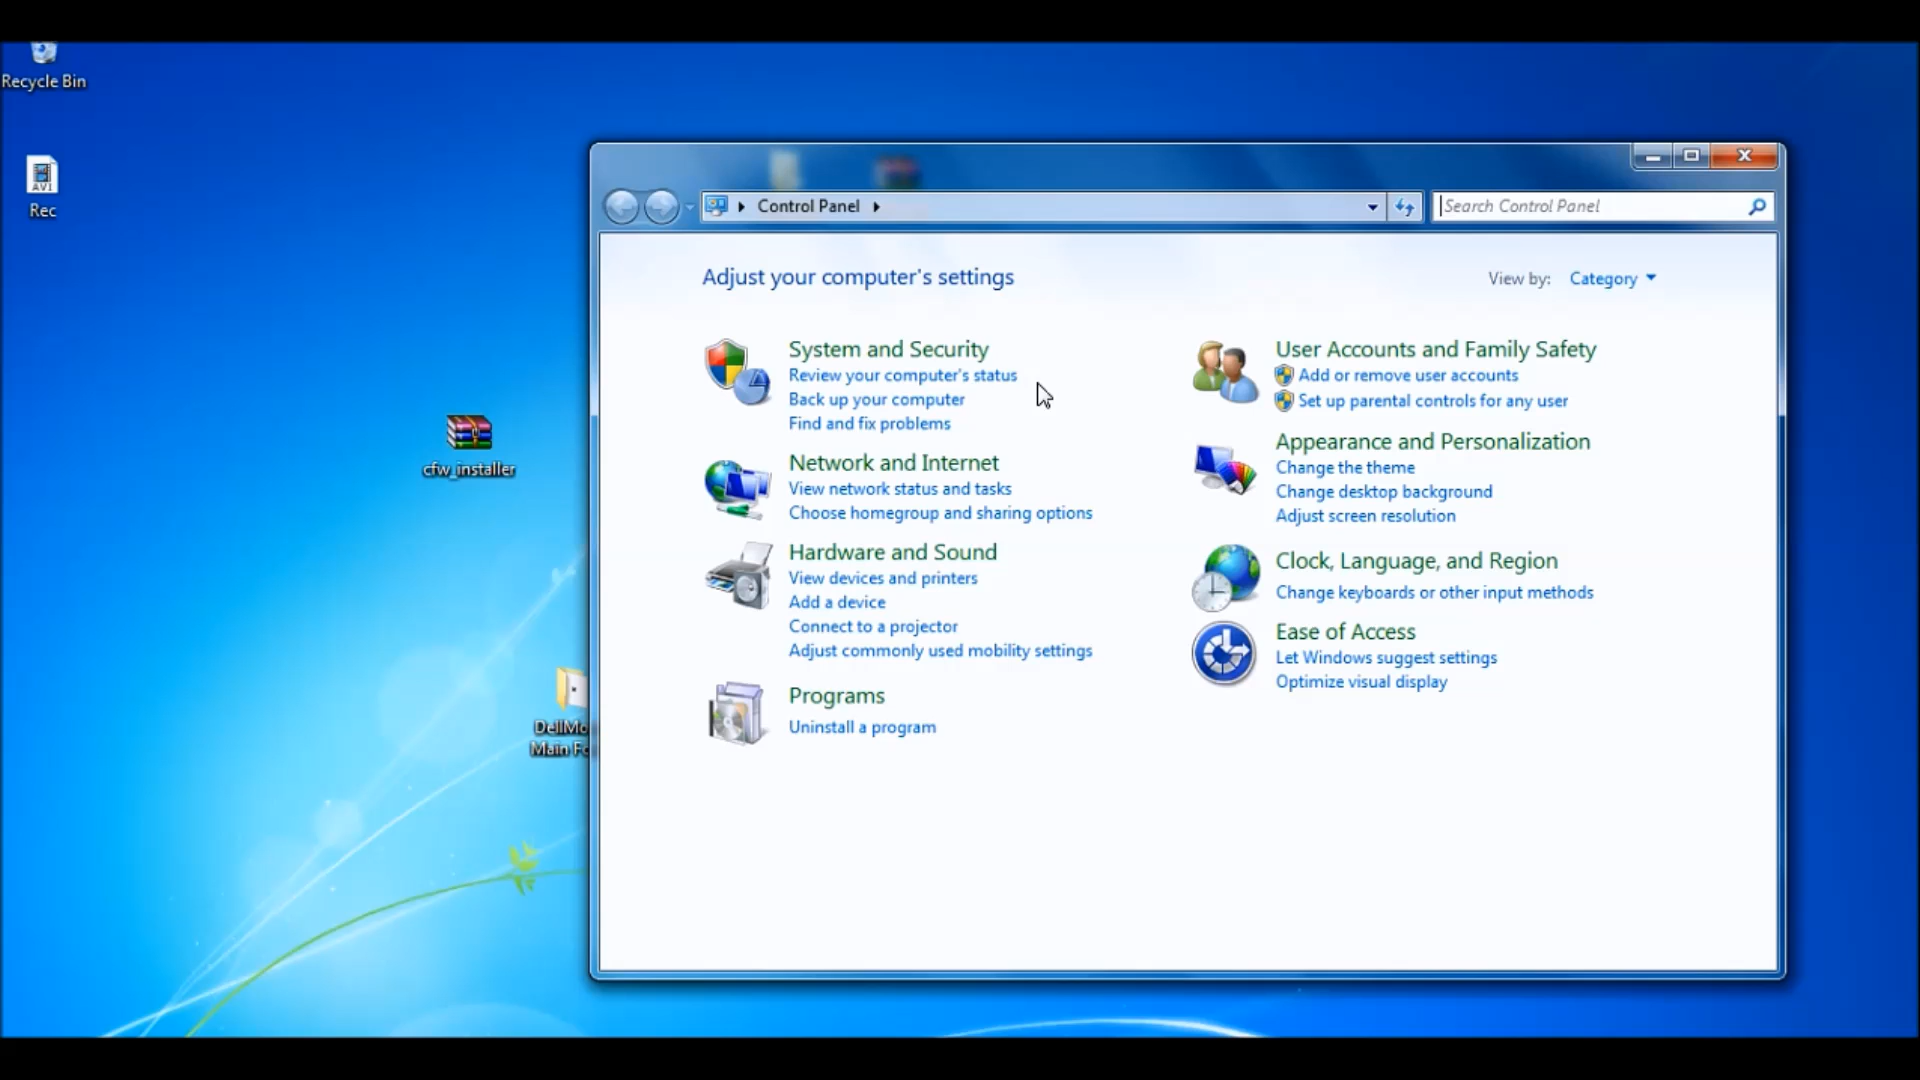 Recycle Bin
AVI
Rec
cfw_installer
DellMo
Main Fo
Control Panel
Search Control Panel
Adjust your computer's settings
View by: Category
System and Security
Review your computer's status
Back up your computer
Find and fix problems
Network and Internet
View network status and tasks
Choose homegroup and sharing options
Hardware and Sound
View devices and printers
Add a device
Connect to a projector
Adjust commonly used mobility settings
Programs
Uninstall a program
User Accounts and Family Safety
Add or remove user accounts
Set up parental controls for any user
Appearance and Personalization
Change the theme
Change desktop background
Adjust screen resolution
Clock, Language, and Region
Change keyboards or other input methods
Ease of Access
Let Windows suggest settings
Optimize visual display